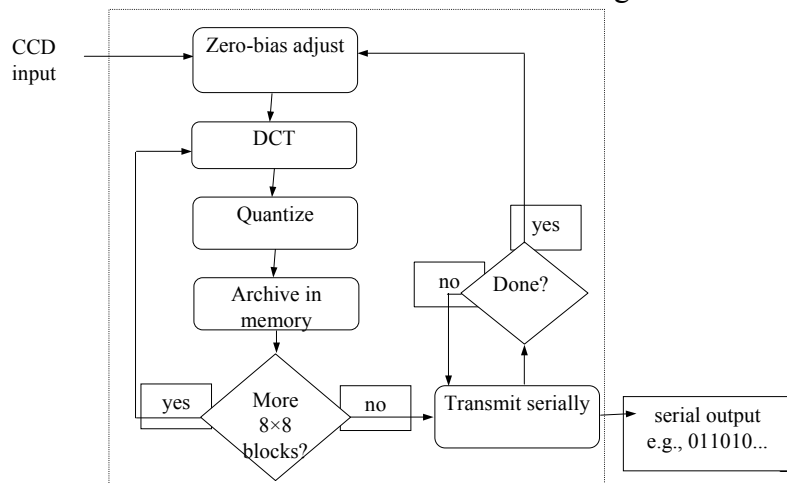 CCD
input
Zero-bias adjust
DCT
Quantize
Archive in
memory
yes
More
8×8
blocks?
no
Transmit serially
no
Done?
yes
serial output
e.g., 011010...